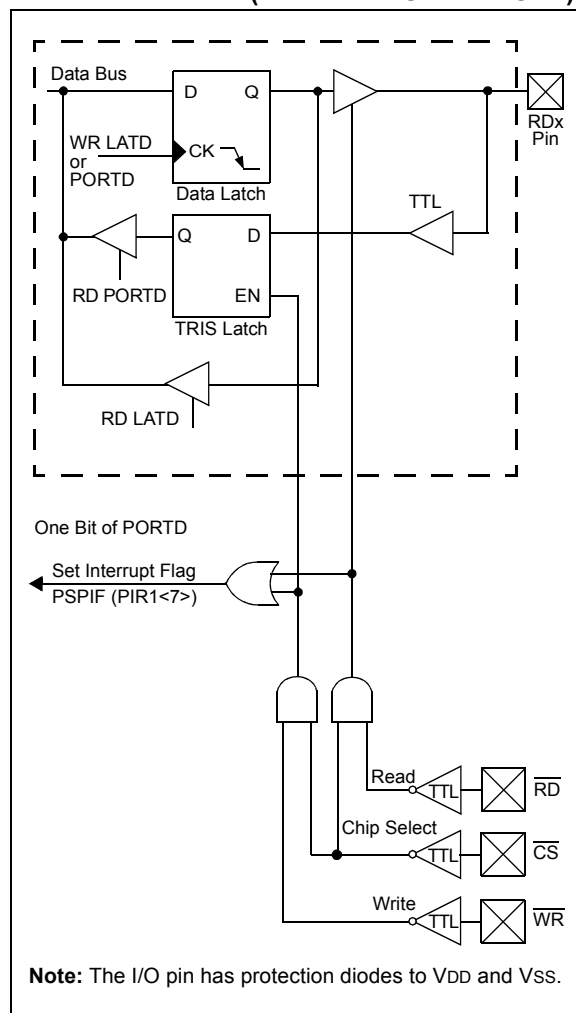 Data Bus
D Q
RDx
Pin
WR LATD
or
PORTD
CK
Data Latch
TTL
Q D
RD PORTD
EN
TRIS Latch
RD LATD
One Bit of PORTD
Set Interrupt Flag
PSPIF (PIR1<7>)
Read
TTL
RD
Chip Select
TTL
CS
Write
TTL
WR
Note: The I/O pin has protection diodes to VDD and VSS.